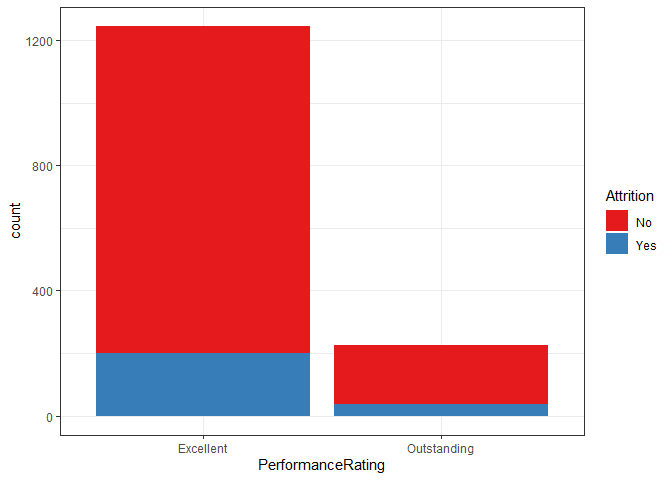 1200
800
400
0
count
Excellent
Outstanding
PerformanceRating
Attrition
No
Yes